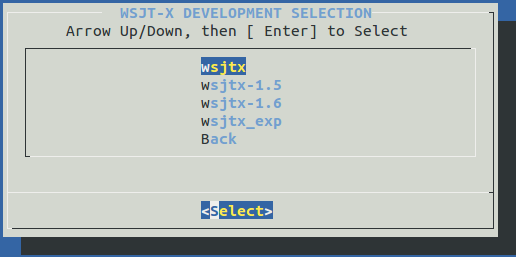 WSJT-X DEVELOPMENT SELECTION
Arrow Up/Down, then [ Enter] to Select
wsjtx
wsjtx-1.5
wsjtx-1.6
wsjtx_exp
Back
<Select>